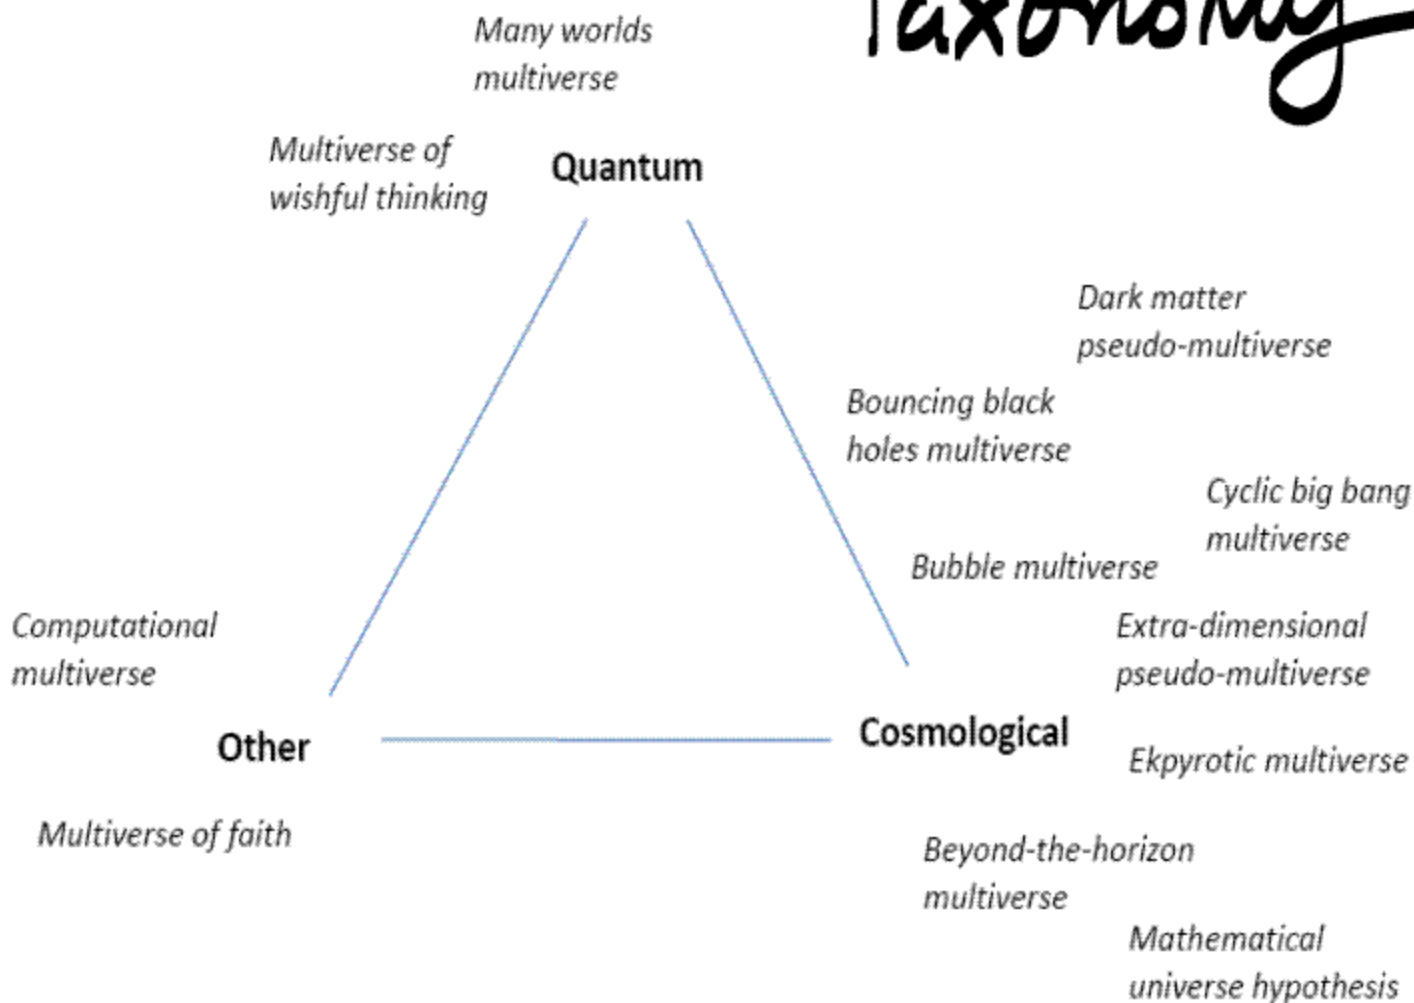 Taxonomy
Many worlds
multiverse
Multiverse of
wishful thinking
Quantum
Dark matter
pseudo-multiverse
Bouncing black
holes multiverse
Cyclic big bang
multiverse
Bubble multiverse
Computational
multiverse
Extra-dimensional
pseudo-multiverse
Other
Cosmological
Ekpyrotic multiverse
Multiverse of faith
Beyond-the-horizon
multiverse
Mathematical
universe hypothesis